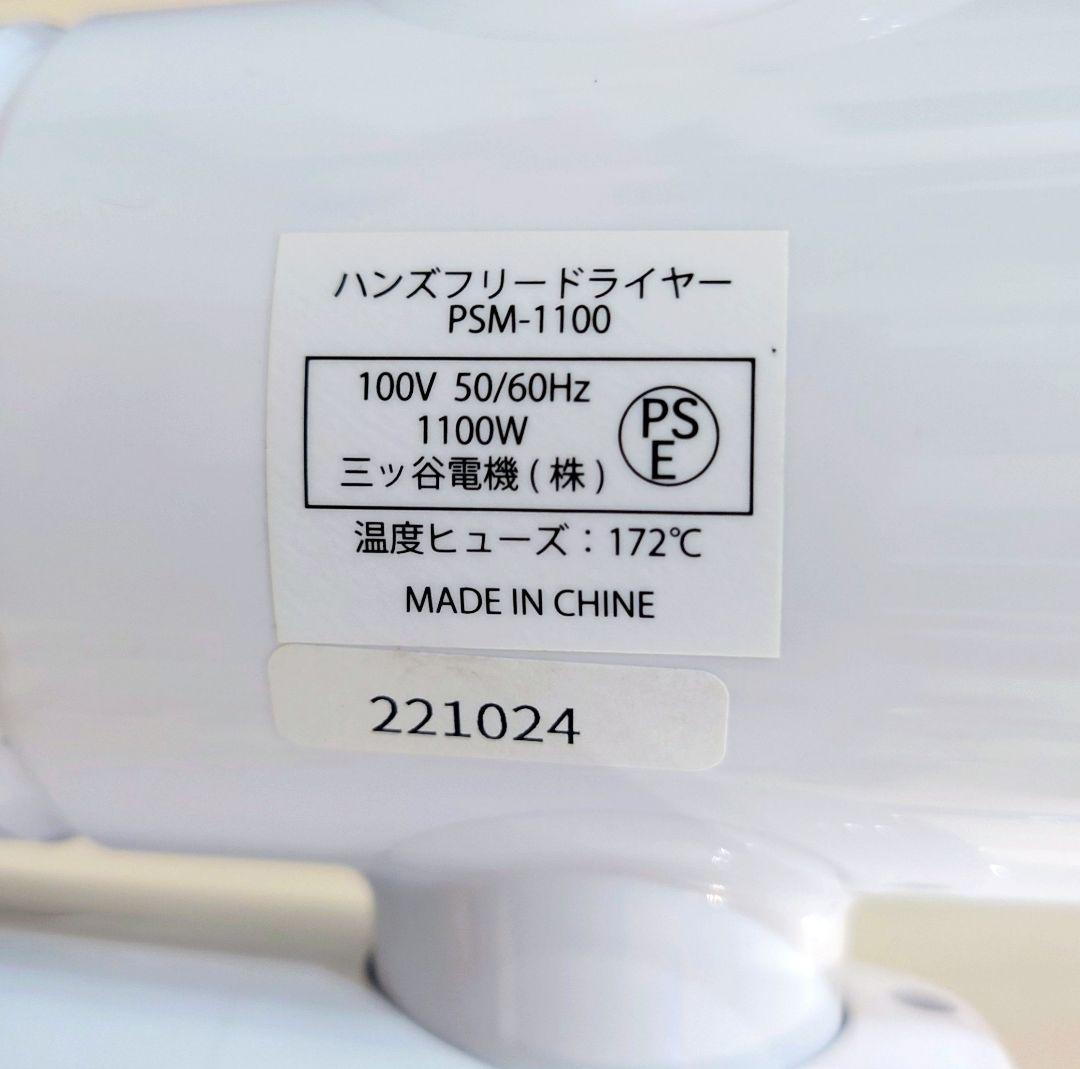 ハンズフリードライヤー
PSM-1100
100V 50/60Hz
1100W
三ッ谷電機(株)
PS
E
温度ヒューズ：172℃
MADE IN CHINE
221024